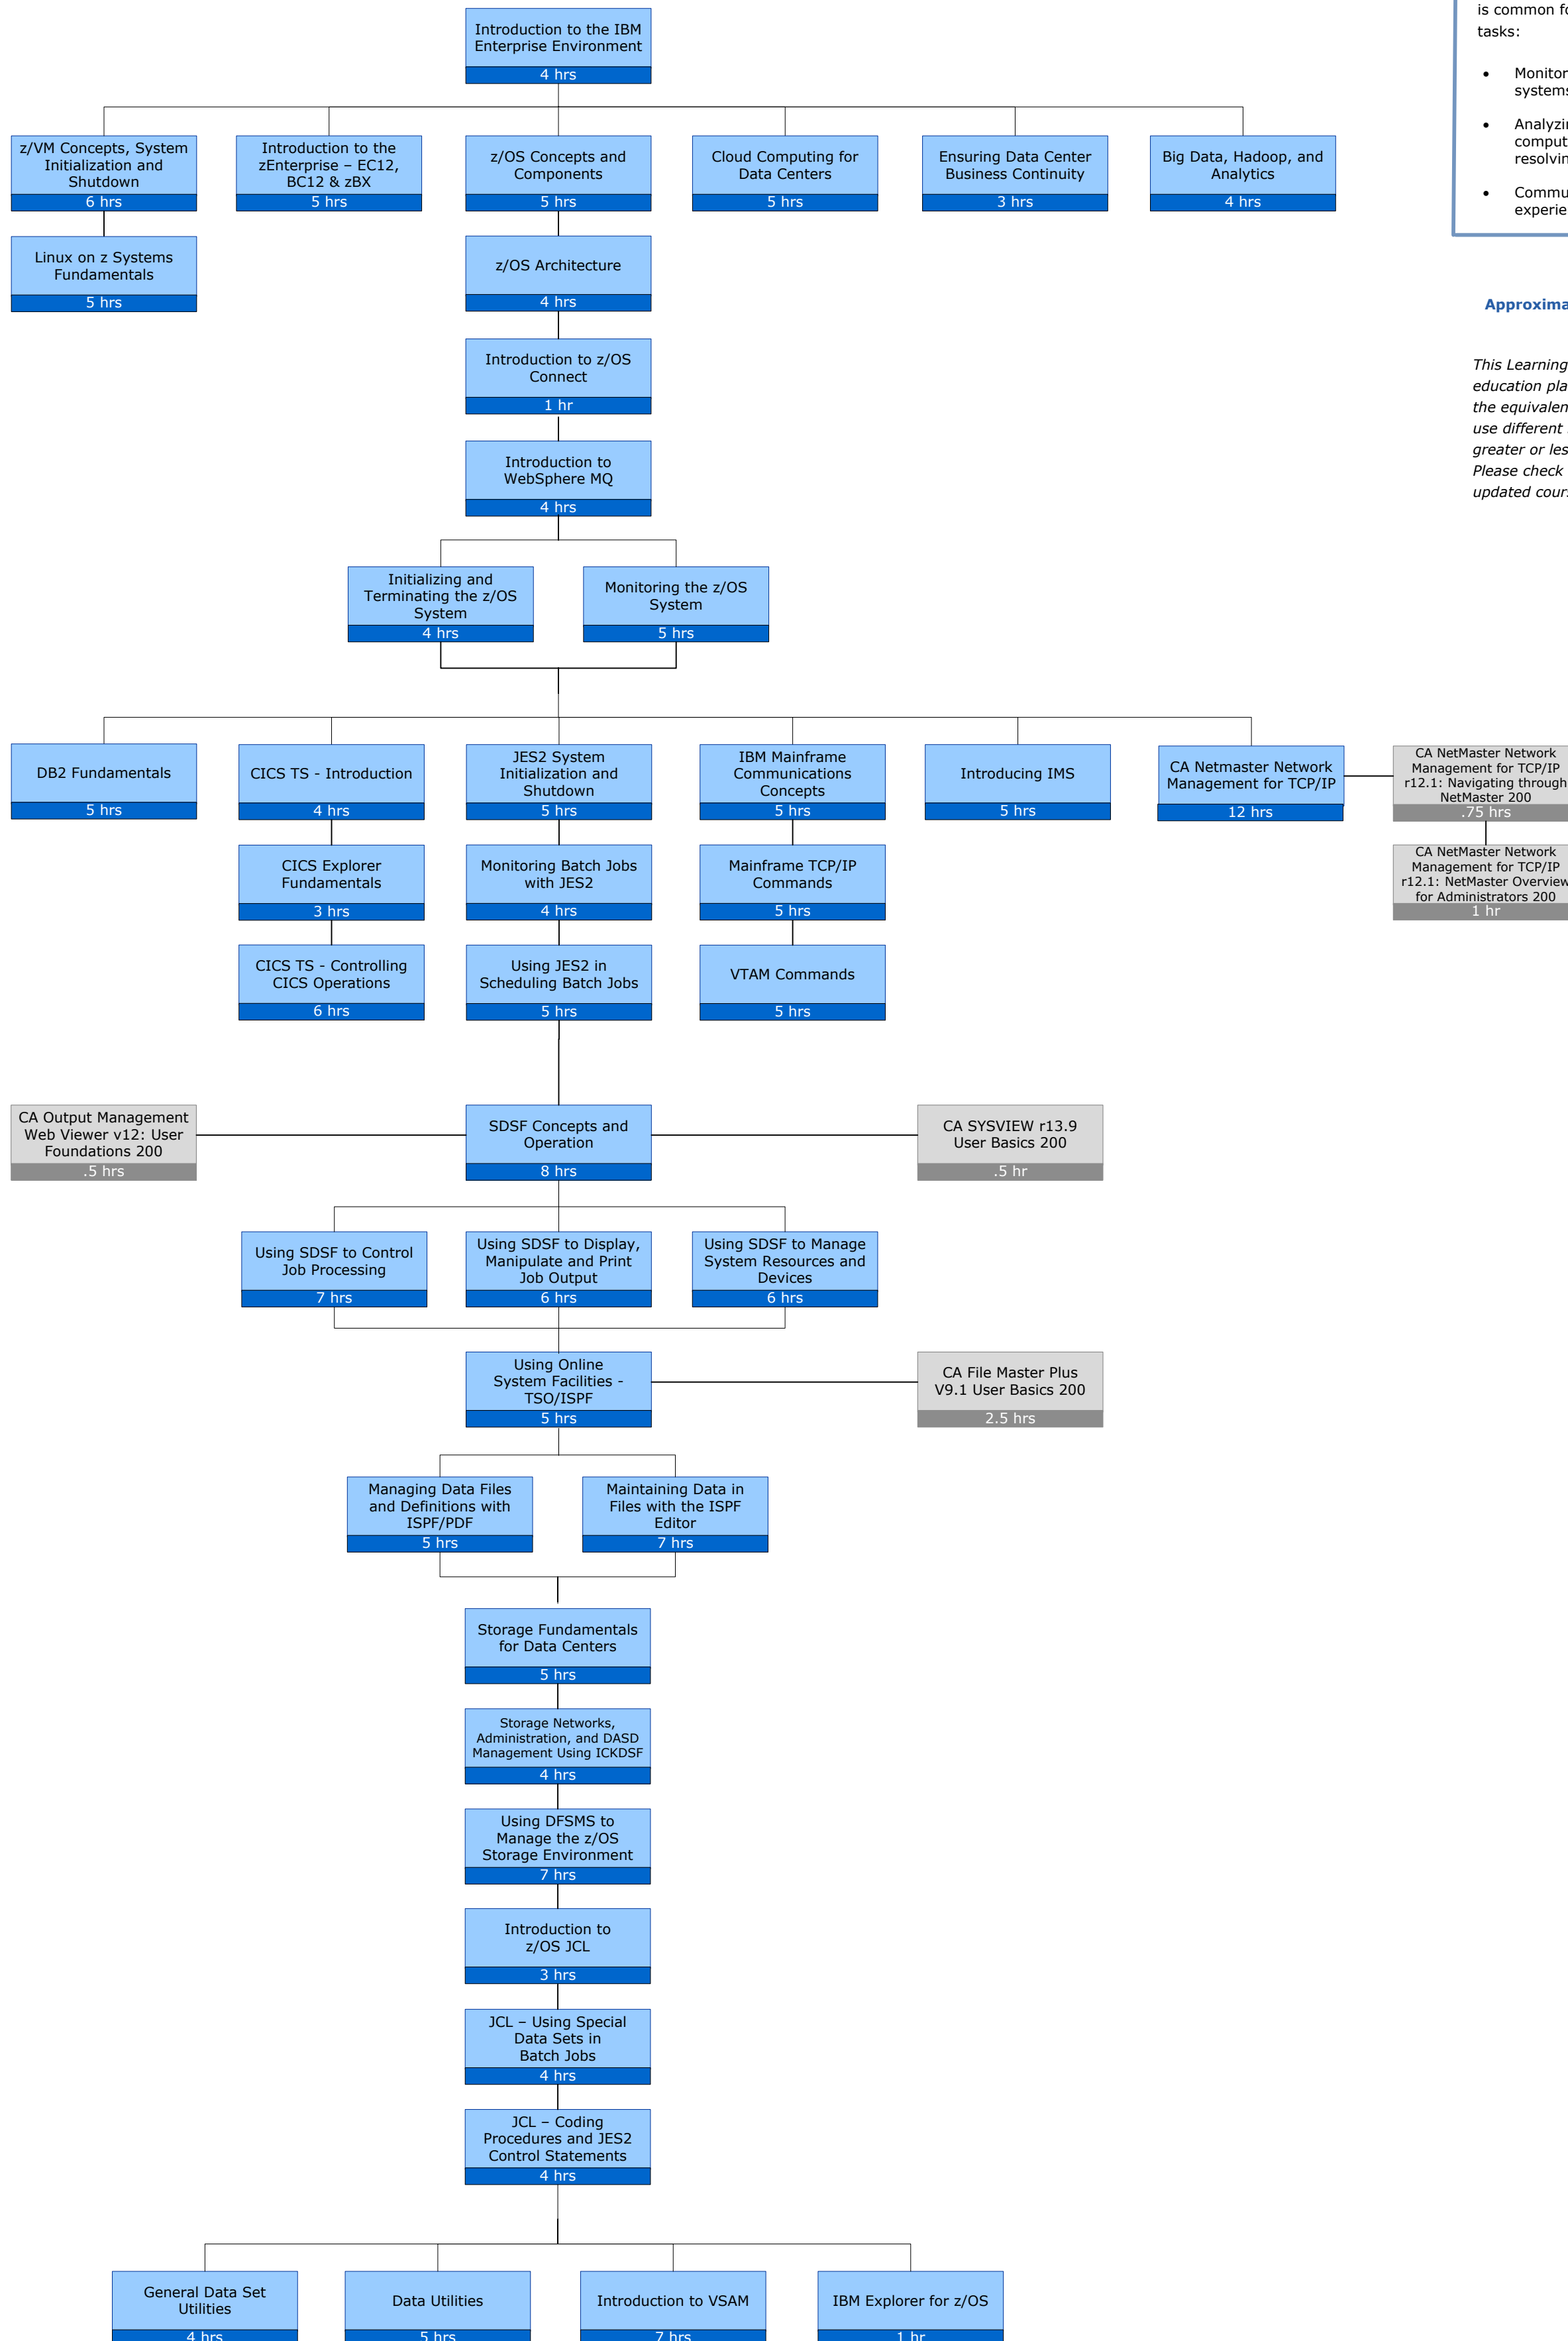 is common fo
tasks:
Introduction to the IBM
Enterprise Environment
4 hrs
• Monitor
systems
• Analyzin
comput
resolvin
• Commu
experie
z/VM Concepts, System
Initialization and
Shutdown
6 hrs
Introduction to the
zEnterprise – EC12,
BC12 & zBX
5 hrs
z/OS Concepts and
Components
5 hrs
Cloud Computing for
Data Centers
5 hrs
Ensuring Data Center
Business Continuity
3 hrs
Big Data, Hadoop, and
Analytics
4 hrs
Linux on z Systems
Fundamentals
5 hrs
z/OS Architecture
4 hrs
Approxima
Introduction to z/OS
Connect
1 hr
This Learning
education pla
the equivalen
use different
greater or les
Please check
updated cour
Introduction to
WebSphere MQ
4 hrs
Initializing and
Terminating the z/OS
System
4 hrs
Monitoring the z/OS
System
5 hrs
DB2 Fundamentals
5 hrs
CICS TS - Introduction
4 hrs
JES2 System
Initialization and
Shutdown
5 hrs
IBM Mainframe
Communications
Concepts
5 hrs
Introducing IMS
5 hrs
CA Netmaster Network
Management for TCP/IP
12 hrs
CA NetMaster Network
Management for TCP/IP
r12.1: Navigating through
NetMaster 200
.75 hrs
CICS Explorer
Fundamentals
3 hrs
Monitoring Batch Jobs
with JES2
4 hrs
Mainframe TCP/IP
Commands
5 hrs
CA NetMaster Network
Management for TCP/IP
r12.1: NetMaster Overview
for Administrators 200
1 hr
CICS TS - Controlling
CICS Operations
6 hrs
Using JES2 in
Scheduling Batch Jobs
5 hrs
VTAM Commands
5 hrs
CA Output Management
Web Viewer v12: User
Foundations 200
.5 hrs
SDSF Concepts and
Operation
8 hrs
CA SYSVIEW r13.9
User Basics 200
.5 hr
Using SDSF to Control
Job Processing
7 hrs
Using SDSF to Display,
Manipulate and Print
Job Output
6 hrs
Using SDSF to Manage
System Resources and
Devices
6 hrs
Using Online
System Facilities -
TSO/ISPF
5 hrs
CA File Master Plus
V9.1 User Basics 200
2.5 hrs
Managing Data Files
and Definitions with
ISPF/PDF
5 hrs
Maintaining Data in
Files with the ISPF
Editor
7 hrs
Storage Fundamentals
for Data Centers
5 hrs
Storage Networks,
Administration, and DASD
Management Using ICKDSF
4 hrs
Using DFSMS to
Manage the z/OS
Storage Environment
7 hrs
Introduction to
z/OS JCL
3 hrs
JCL – Using Special
Data Sets in
Batch Jobs
4 hrs
JCL – Coding
Procedures and JES2
Control Statements
4 hrs
General Data Set
Utilities
4 hrs
Data Utilities
5 hrs
Introduction to VSAM
7 hrs
IBM Explorer for z/OS
1 hr